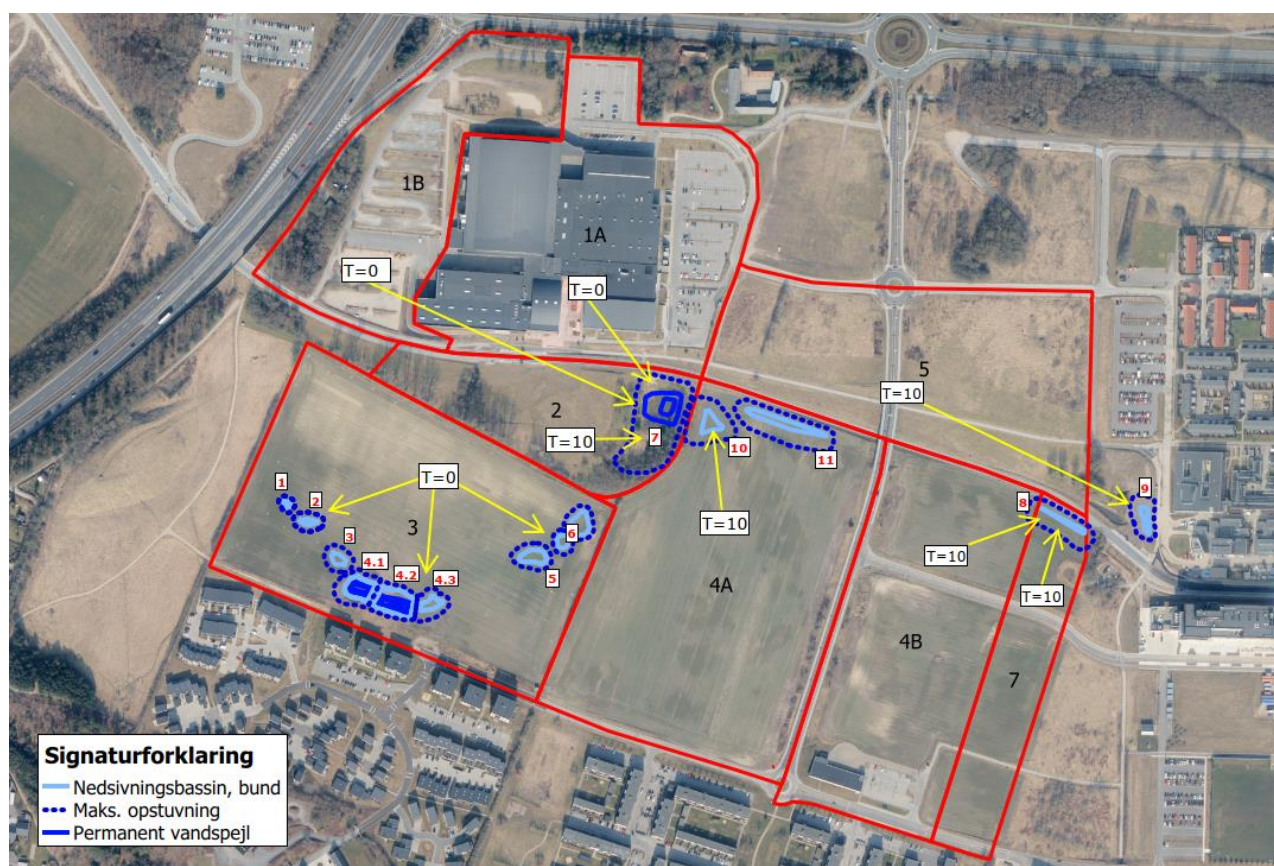 1B
1A
T=0
T=0
5
T=10
2
T=10
7
10
11
T=10
1
2
T=0
3
3
4.1
4.2
4.3
6
5
4A
8
9
T=10
T=10
4B
7
Signaturforklaring
Nedsivningsbassin, bund
Maks. opstuvning
Permanent vandspejl